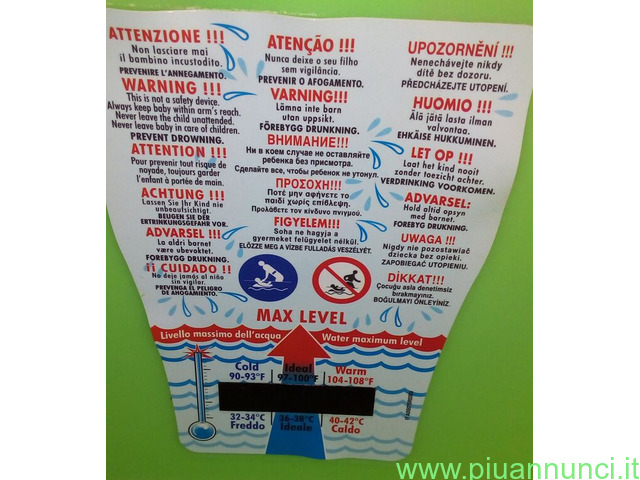 ATTENZIONE !!!
Non lasciare mai
il bambino incustodito.
PREVENIRE L'ANNEGAMENTO.
WARNING !!!
This is not a safety device.
Always keep baby within arm's reach.
Never leave the child unattended.
Never leave baby in care of children.
PREVENT DROWNING.
ATTENTION !!!
Pour prevenir tout risque de
noyade, toujours garder
l'enfant à portée de main.
ACHTUNG !!!
Lassen Sie Ihr Kind nie
unbeaufsichtigt.
BEUGEN SIE DER
ERTRINKUNGSGEFAHR VOR.
ADVARSEL !!!
La aldri barnet
være ubevoktet.
FOREBYG DRUKNING.
¡¡ CUIDADO !!
No deje jamás al niño
sin vigilar.
PREVENGA EL PELIGRO
DE AHOGAMIENTO.
ATENÇÃO !!!
Nunca deixe o seu filho
sem vigilância.
PREVENIR O AFOGAMENTO.
VARNING!!!
Lämna inte barn
utan uppsikt.
FÖREBYGG DRUNKNING.
ВНИМАНИЕ!!!
Ни в коем случае не оставляйте
ребенка без присмотра.
Сделайте все, чтобы ребенок не утонул.
ΠΡΟΣΟΧΗ!!!
Ποτέ μην αφήνετε το
παιδί χωρίς επίβλεψη.
Προλάβετε τον κίνδυνο πνιγμού.
FIGYELEM!!!
Soha ne hagyja a
gyermeket felügyelet nélkül.
ELŐZZE MEG A VÍZBE FULLADÁS VESZÉLYÉT.
UPOZORNĚNÍ !!!
Nenechávejte nikdy
dítě bez dozoru.
PŘEDCHÁZEJTE UTOPENÍ.
HUOMIO !!!
Älä jätä lasta ilman
valvontaa.
EHKÄISE HUKKUMINEN.
LET OP !!!
Laat het kind nooit
zonder toezicht achter.
VERDRINKING VOORKOMEN.
ADVARSEL:
Hold altid opsyn
med barnet.
FOREBYG DRUKNING.
UWAGA !!!
Nigdy nie pozostawiać
dziecka bez opieki.
ZAPOBIEGAĆ UTOPIENIU.
DİKKAT!!!
Çocuğu asla denetimsiz
bırakmayınız.
BOĞULMAYI ÖNLEYİNİZ.
MAX LEVEL
Livello massimo dell'acqua
Water maximum level
Cold
90-93°F
Ideal
97-100°F
Warm
104-108°F
32-34°C
Freddo
36-38°C
Ideale
40-42°C
Caldo
www.piuannunci.it